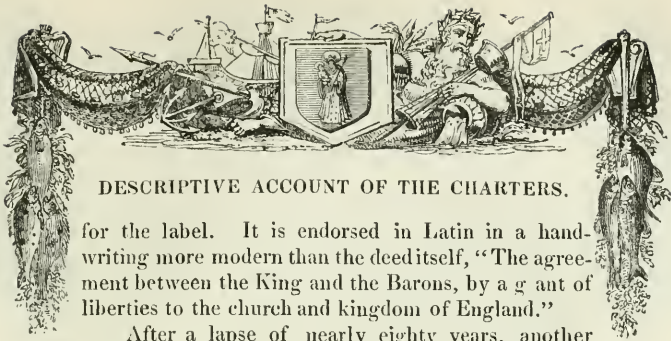 DESCRIPTIVE ACCOUNT OF THE CHARTERS.
for the label. It is endorsed in Latin in a hand-
writing more modern than the deed itself, "The agree-
ment between the King and the Barons, by a g ant of
liberties to the church and kingdom of England."
After a lapse of nearly eighty years, another